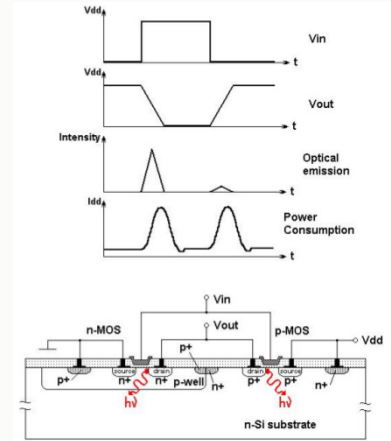 Vdd
Vin
t
Vdd
Vout
t
Intensity
Optical emission
t
Idd
Power Consumption
t
Vin
n-MOS
Vout
p-MOS
Vdd
p+
source
drain
drain
source
p+
n+
n+
p-well
n+
p+
p+
n+
hν
hν
n-Si substrate